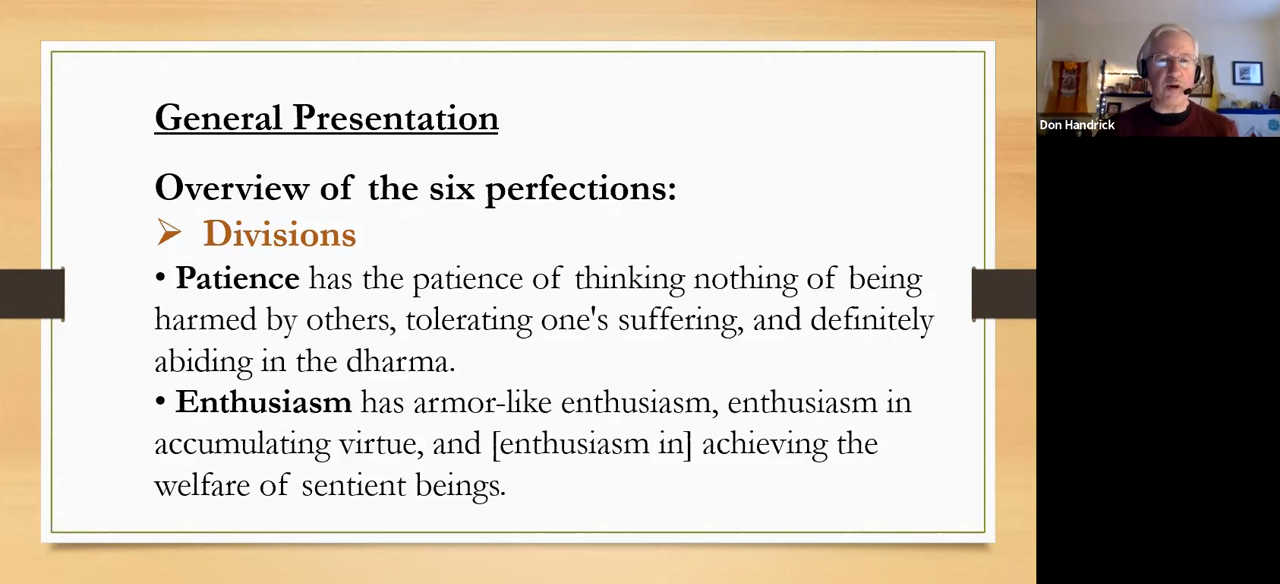 General Presentation
Overview of the six perfections:
➢ Divisions
• Patience has the patience of thinking nothing of being
harmed by others, tolerating one's suffering, and definitely
abiding in the dharma.
• Enthusiasm has armor-like enthusiasm, enthusiasm in
accumulating virtue, and [enthusiasm in] achieving the
welfare of sentient beings.
Don Handrick